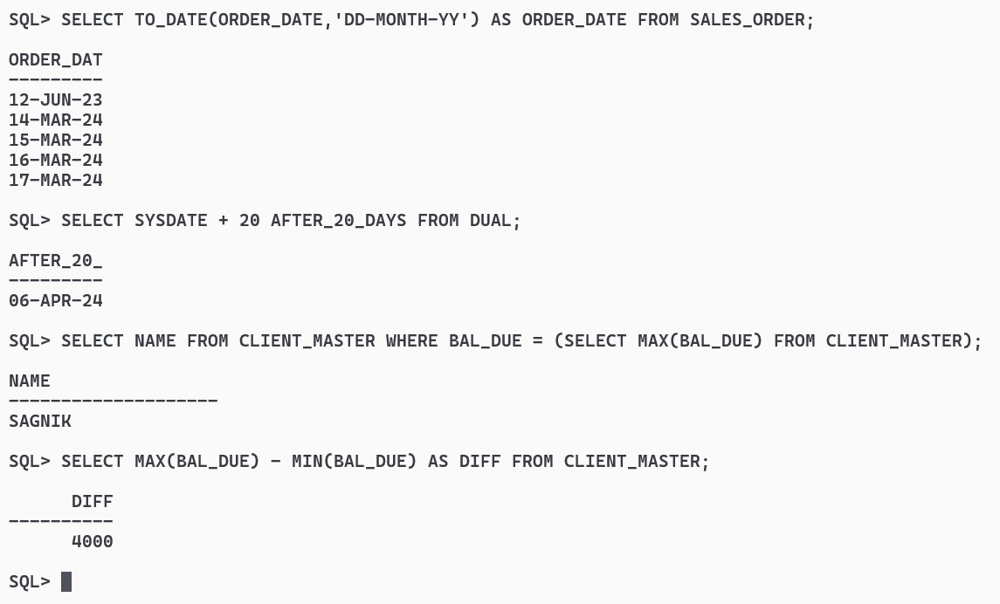 SQL> SELECT TO_DATE(ORDER_DATE,'DD-MONTH-YY') AS ORDER_DATE FROM SALES_ORDER;
ORDER_DAT
---------
12-JUN-23
14-MAR-24
15-MAR-24
16-MAR-24
17-MAR-24
SQL> SELECT SYSDATE + 20 AFTER_20_DAYS FROM DUAL;
AFTER_20_
---------
06-APR-24
SQL> SELECT NAME FROM CLIENT_MASTER WHERE BAL_DUE = (SELECT MAX(BAL_DUE) FROM CLIENT_MASTER);
NAME
--------------------
SAGNIK
SQL> SELECT MAX(BAL_DUE) - MIN(BAL_DUE) AS DIFF FROM CLIENT_MASTER;
      DIFF
----------
      4000
SQL>